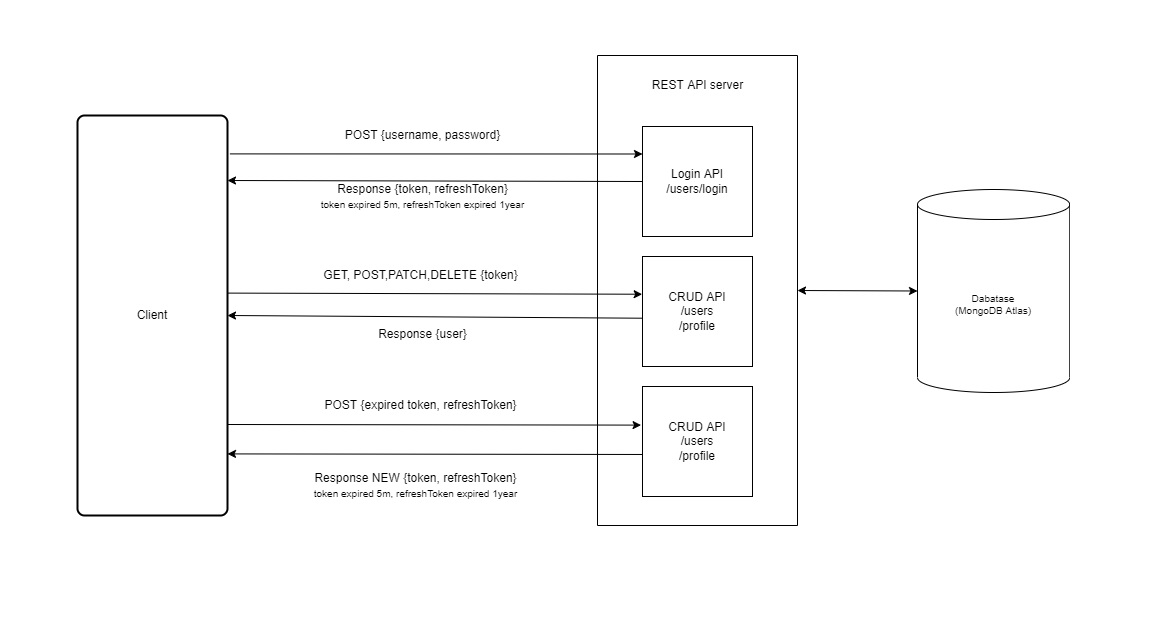 REST API server
POST {username, password}
Login API
/users/login
Response {token, refreshToken}
token expired 5m, refreshToken expired 1year
GET, POST,PATCH,DELETE {token}
CRUD API
/users
/profile
Response {user}
Client
Dabatase
(MongoDB Atlas)
POST {expired token, refreshToken}
CRUD API
/users
/profile
Response NEW {token, refreshToken}
token expired 5m, refreshToken expired 1year